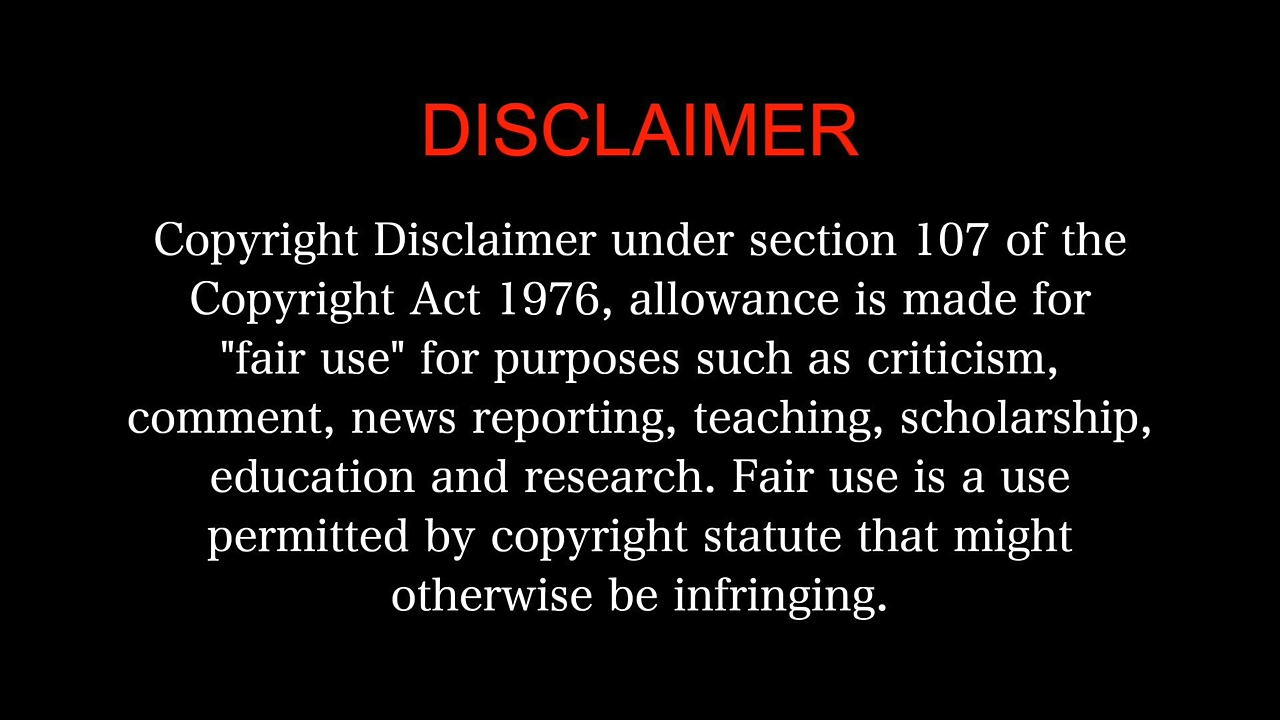 DISCLAIMER
Copyright Disclaimer under section 107 of the
Copyright Act 1976, allowance is made for
"fair use" for purposes such as criticism,
comment, news reporting, teaching, scholarship,
education and research. Fair use is a use
permitted by copyright statute that might
otherwise be infringing.